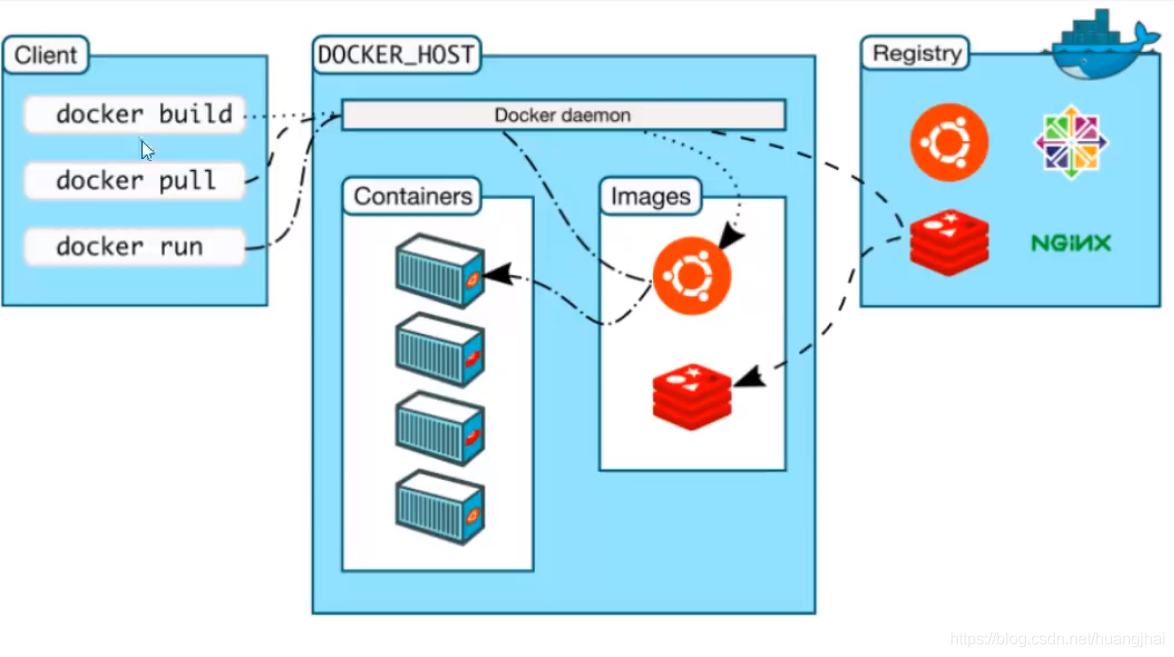 Client
docker build
docker pull
docker run
DOCKER_HOST
Docker daemon
Containers
Images
Registry
NGINX
https://blog.csdn.net/huangjhai